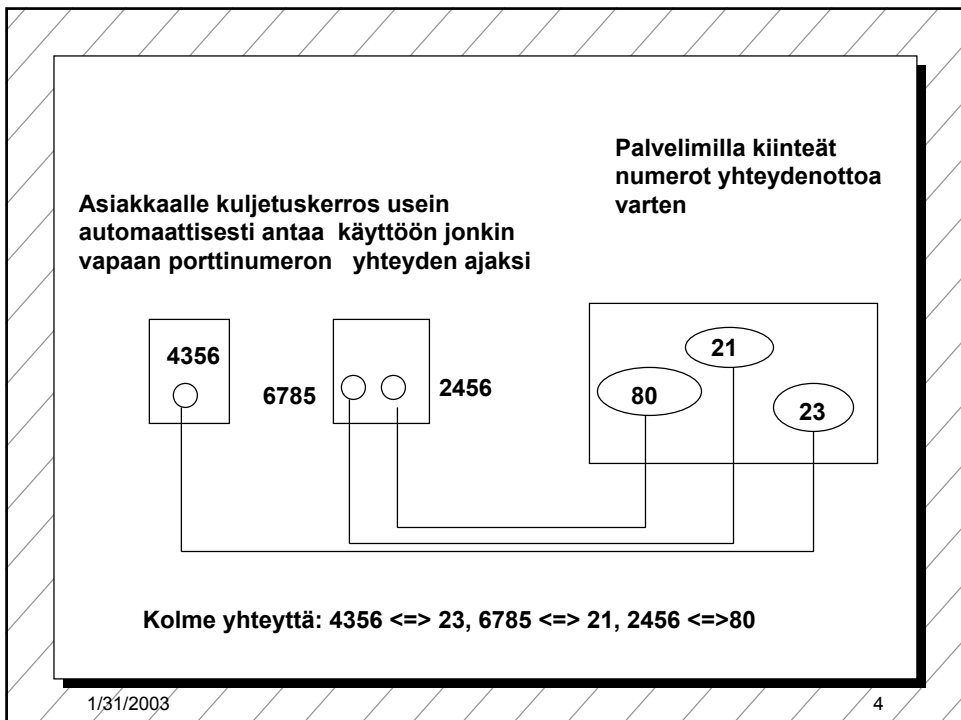 Palvelimilla kiinteät
numerot yhteydenottoa
varten
Asiakkaalle kuljetuskerros usein
automaattisesti antaa käyttöön jonkin
vapaan porttinumeron yhteyden ajaksi
4356
6785
2456
21
80
23
Kolme yhteyttä: 4356 <=> 23, 6785 <=> 21, 2456 <=>80
1/31/2003
4